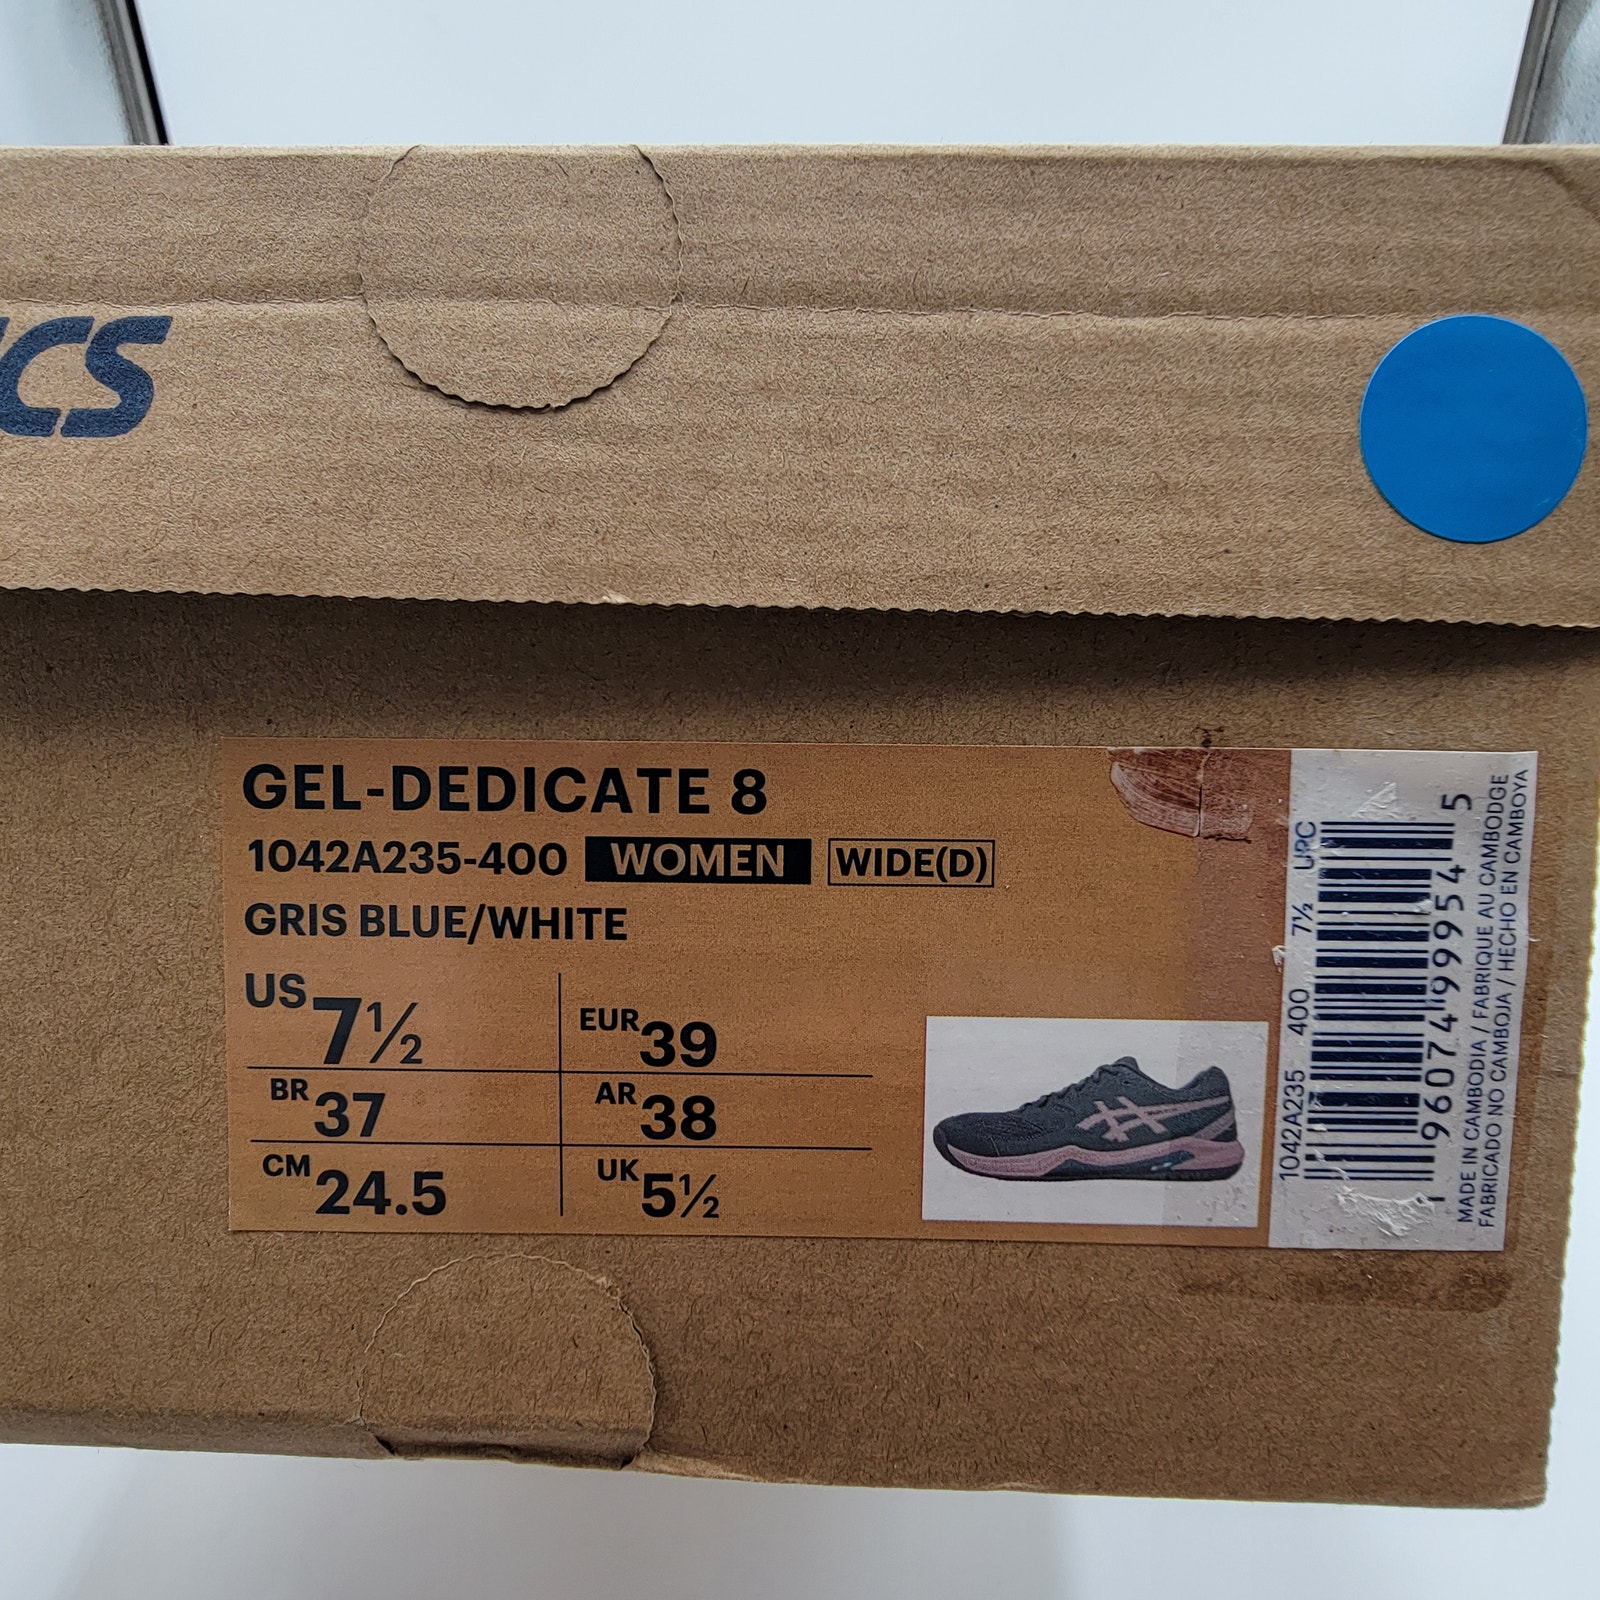 ICS
GEL-DEDICATE 8
1042A235-400 WOMEN WIDE(D)
GRIS BLUE/WHITE
US 7½
EUR 39
BR 37
AR 38
CM 24.5
UK 5½
1042A235 400 7½ URC
1 96074 99954 5
MADE IN CAMBODIA / FABRIQUE AU CAMBODGE
FABRICADO NO CAMBOJA / HECHO EN CAMBOYA